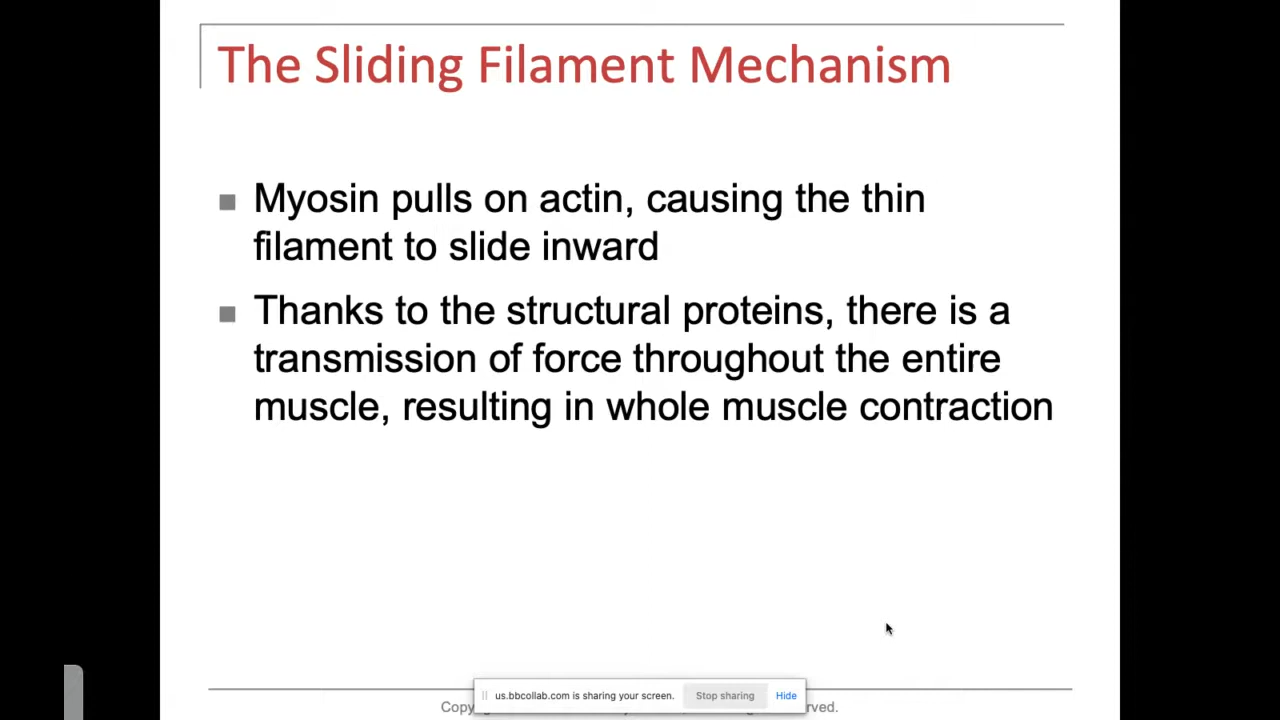 The Sliding Filament Mechanism
Myosin pulls on actin, causing the thin
filament to slide inward
Thanks to the structural proteins, there is a
transmission of force throughout the entire
muscle, resulting in whole muscle contraction
us.bbcollab.com is sharing your screen. Stop sharing Hide